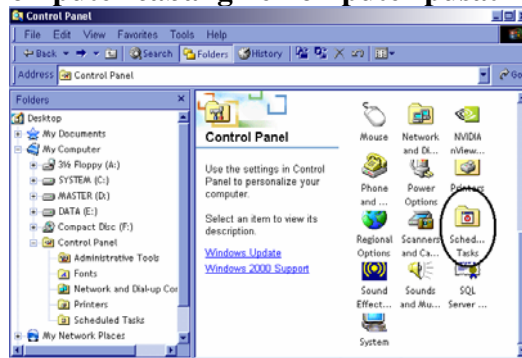 Control Panel
File Edit View Favorites Tools Help
Back Search Folders History
Address Control Panel Go
Folders
Desktop
My Documents
My Computer
3½ Floppy (A:)
SYSTEM (C:)
MASTER (D:)
DATA (E:)
Compact Disc (F:)
Control Panel
Administrative Tools
Fonts
Network and Dial-up Cor
Printers
Scheduled Tasks
My Network Places
Control Panel
Use the settings in Control
Panel to personalize your
computer.
Select an item to view its
description.
Windows Update
Windows 2000 Support
Mouse Network NVIDIA
and Di... nView...
Phone Power Printers
and ... Options
Regional Scanners Sched...
Options and Ca... Tasks
Sound Sounds SQL
Effect... and Mu... Server ...
System